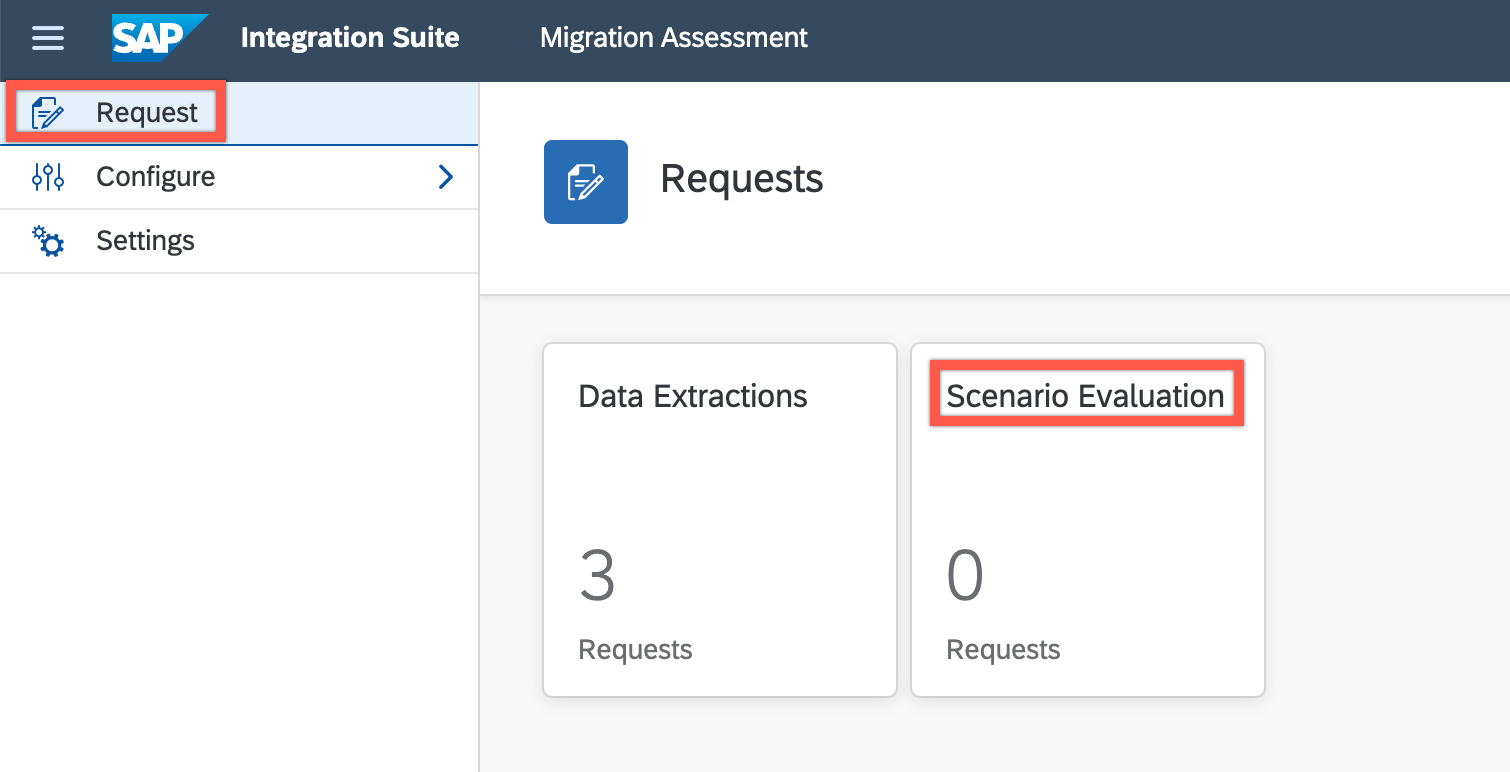 SAP Integration Suite Migration Assessment
Request
Configure
Settings
Requests
Data Extractions
3
Requests
Scenario Evaluation
0
Requests